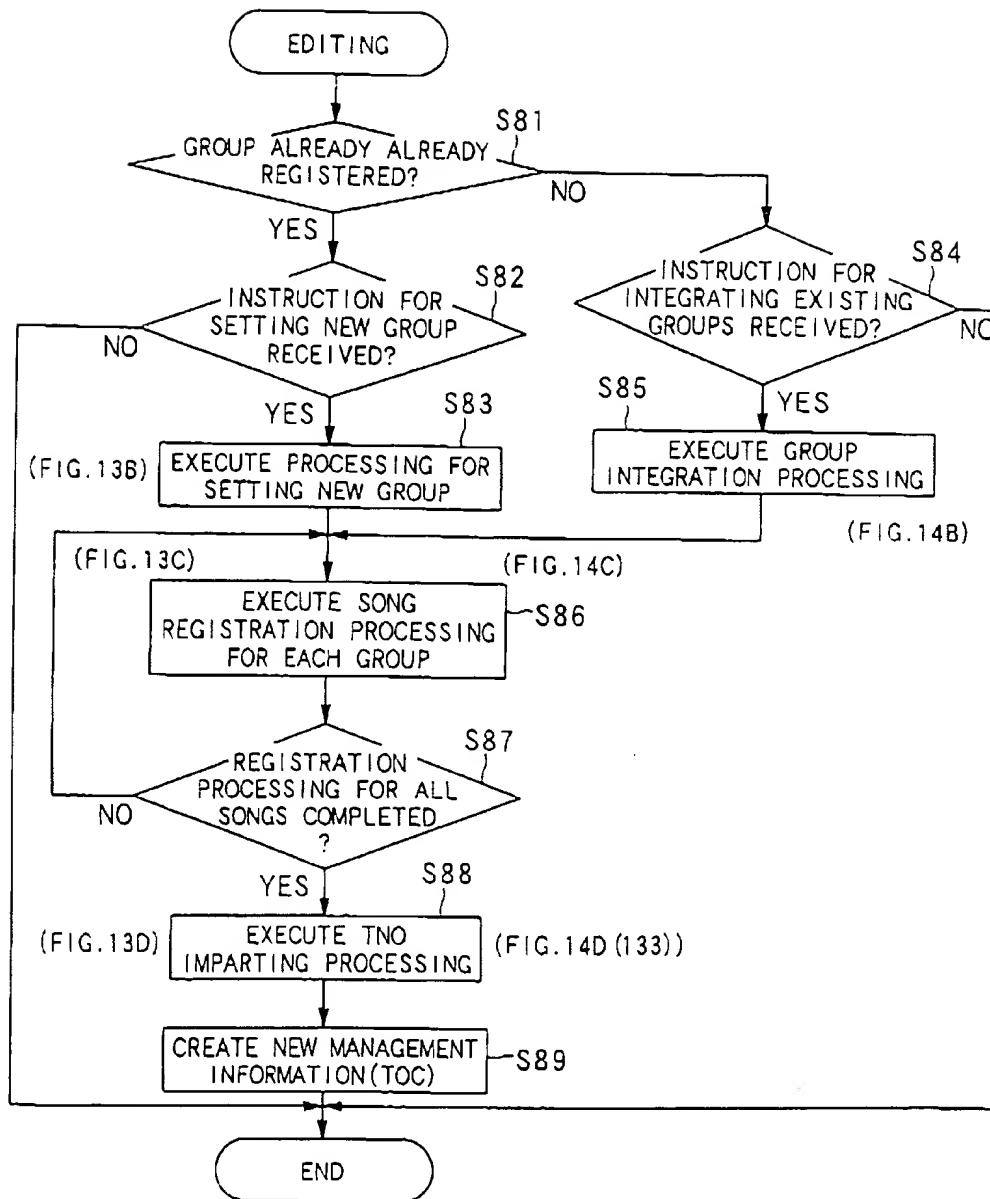 EDITING
S81
GROUP ALREADY ALREADY
REGISTERED?
NO
YES
S82
INSTRUCTION FOR
SETTING NEW GROUP
RECEIVED?
NO
YES
S84
INSTRUCTION FOR
INTEGRATING EXISTING
GROUPS RECEIVED?
NO
YES
S83
(FIG.13B)
EXECUTE PROCESSING FOR
SETTING NEW GROUP
S85
EXECUTE GROUP
INTEGRATION PROCESSING
(FIG.14B)
(FIG.13C)
(FIG.14C)
EXECUTE SONG
REGISTRATION PROCESSING
FOR EACH GROUP
S86
S87
REGISTRATION
PROCESSING FOR ALL
SONGS COMPLETED
?
NO
YES
S88
(FIG.13D)
EXECUTE TNO
IMPARTING PROCESSING
(FIG.14D(133))
CREATE NEW MANAGEMENT
INFORMATION(TOC)
S89
END